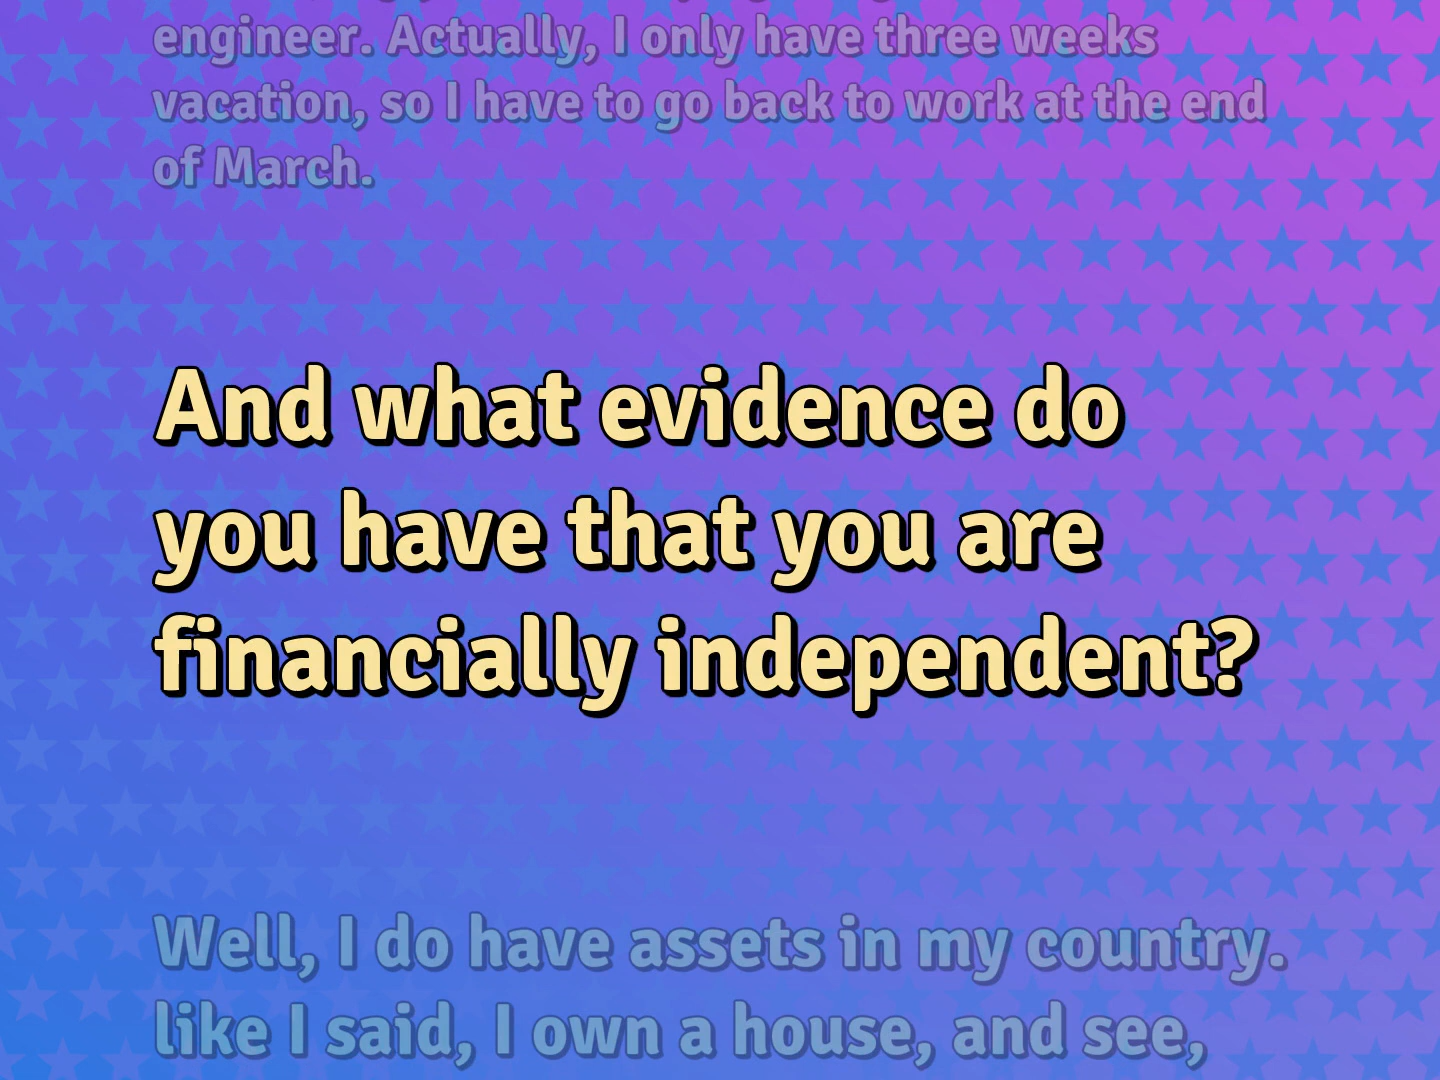 engineer. Actually, I only have three weeks
vacation, so I have to go back to work at the end
of March.
And what evidence do
you have that you are
financially independent?
Well, I do have assets in my country.
like I said, I own a house, and see,